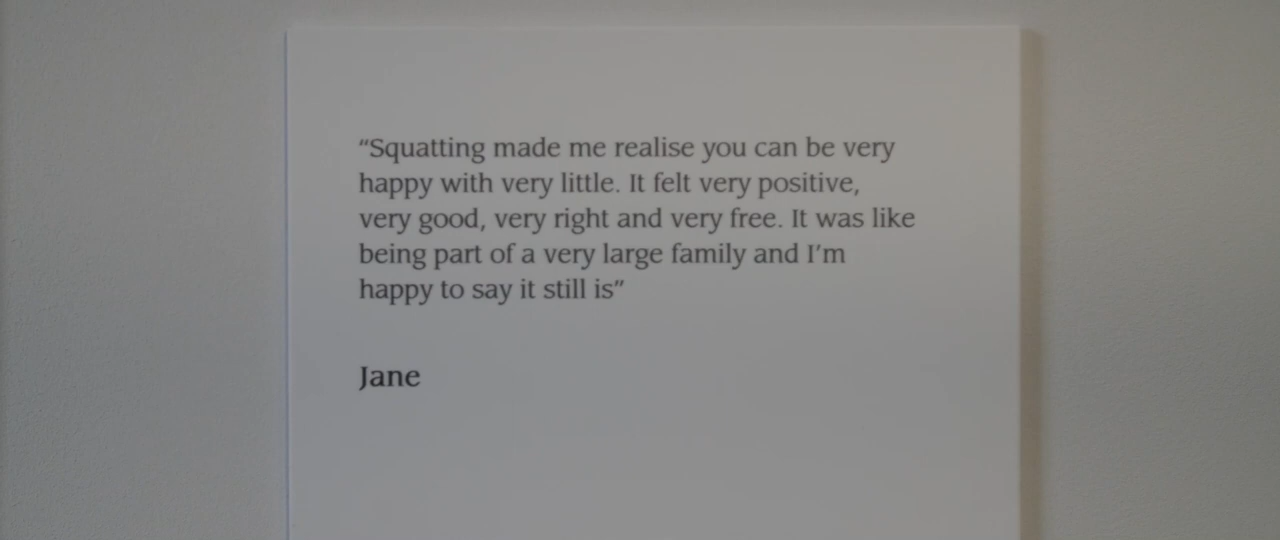 “Squatting made me realise you can be very
happy with very little. It felt very positive,
very good, very right and very free. It was like
being part of a very large family and I’m
happy to say it still is”
Jane